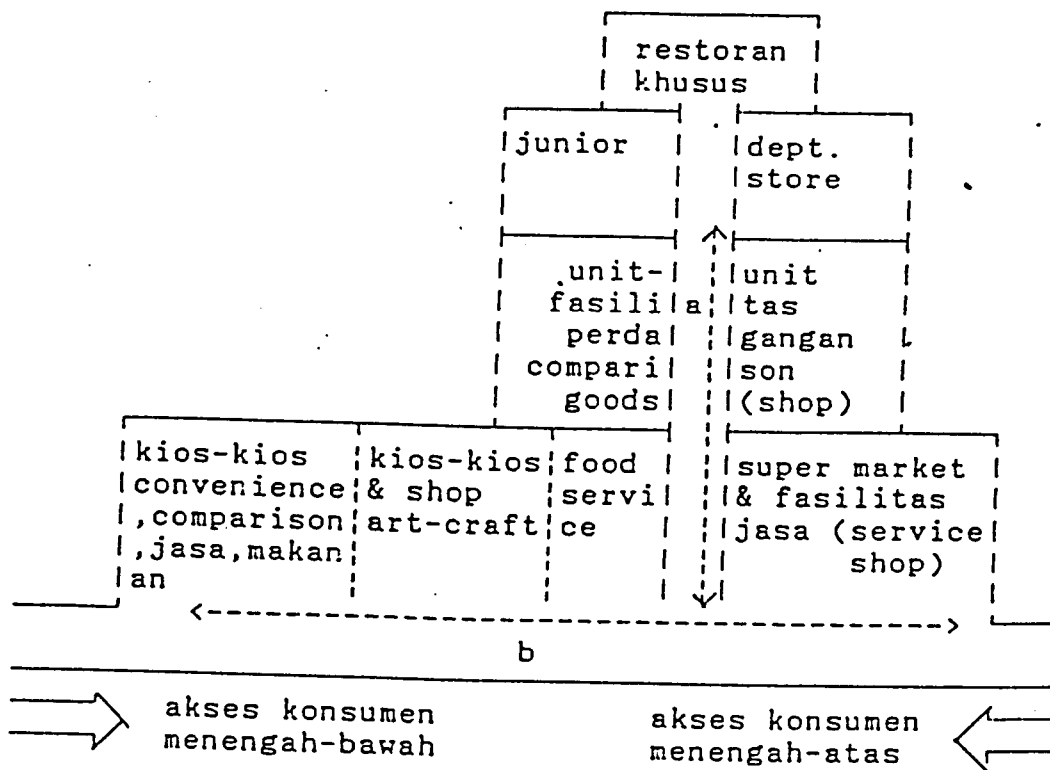 restoran
khusus
junior
dept.
store
unit-
fasili
perda
compari
goods
a
unit
tas
gangan
son
(shop)
kios-kios
convenience
,comparison
,jasa,makan
an
kios-kios
& shop
art-craft
food
servi
ce
super market
& fasilitas
jasa (service
shop)
b
akses konsumen
menengah-bawah
akses konsumen
menengah-atas